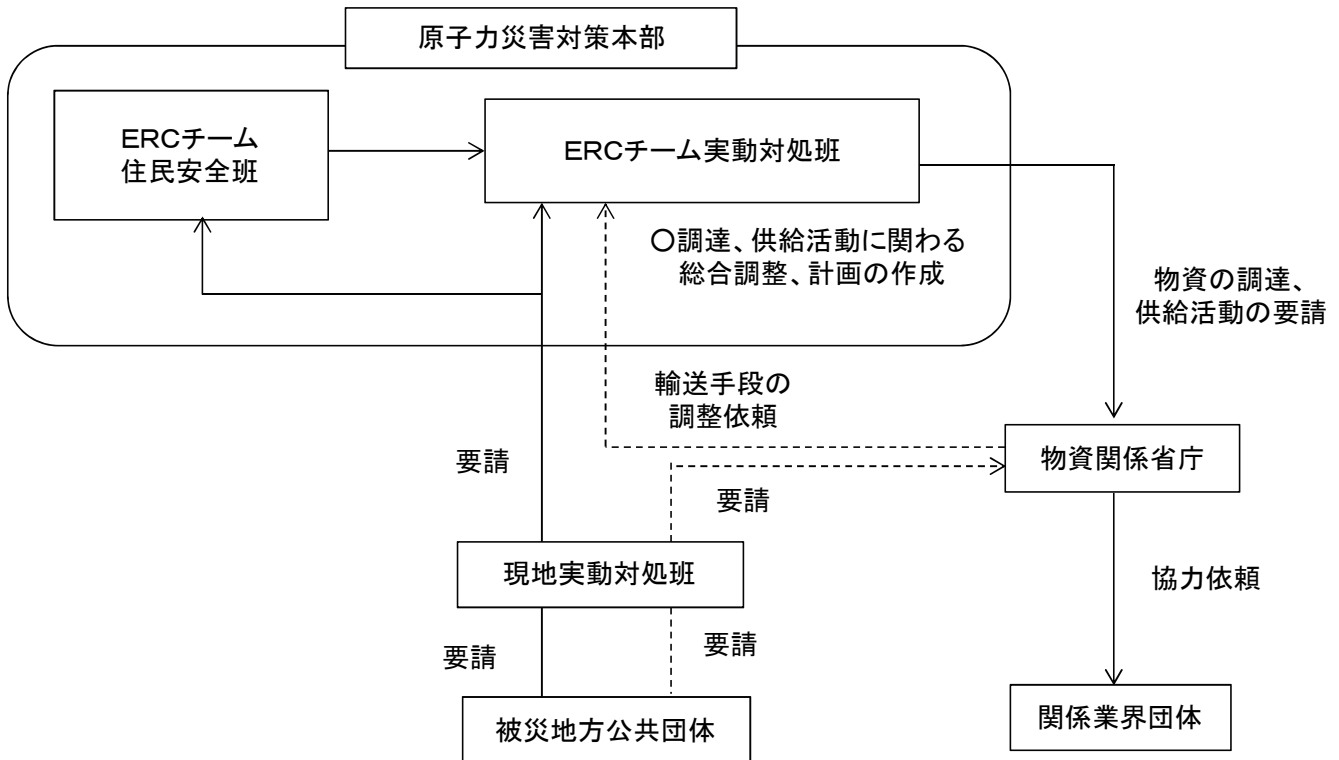 原子力災害対策本部
ERCチーム
住民安全班
ERCチーム実動対処班
〇調達、供給活動に関わる
総合調整、計画の作成
物資の調達、
供給活動の要請
輸送手段の
調整依頼
物資関係省庁
要請
要請
現地実動対処班
協力依頼
要請
要請
被災地方公共団体
関係業界団体